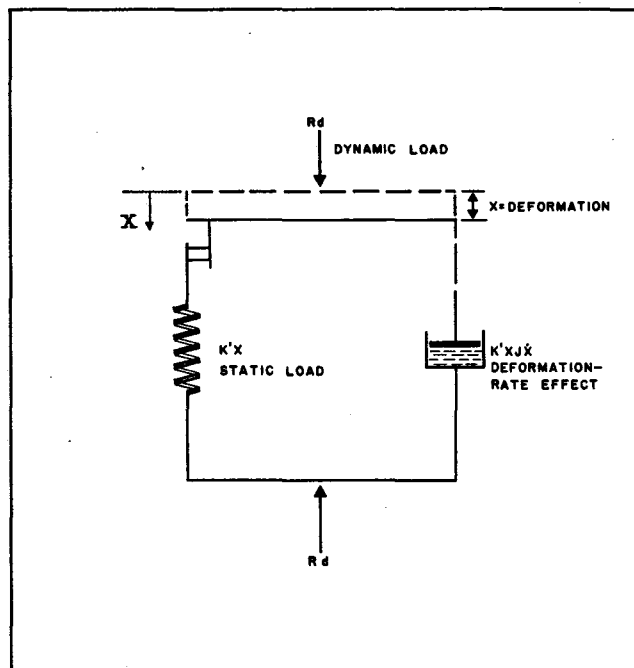 Rd
DYNAMIC LOAD
X
X=DEFORMATION
K'X
STATIC LOAD
K'XJẊ
DEFORMATION-
RATE EFFECT
Rd